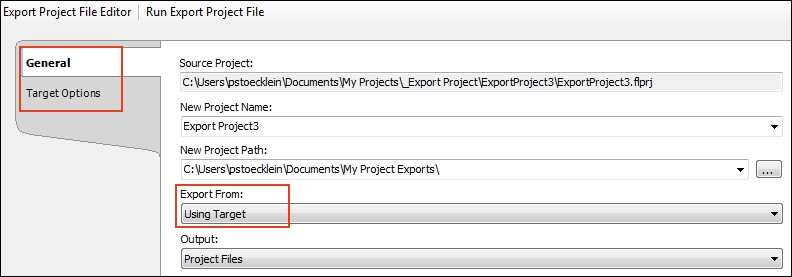 Export Project File Editor Run Export Project File
General
Target Options
Source Project:
C:\Users\pstoecklein\Documents\My Projects\_Export Project\ExportProject3\ExportProject3.flprj
New Project Name:
Export Project3
New Project Path:
C:\Users\pstoecklein\Documents\My Project Exports\
...
Export From:
Using Target
Output:
Project Files